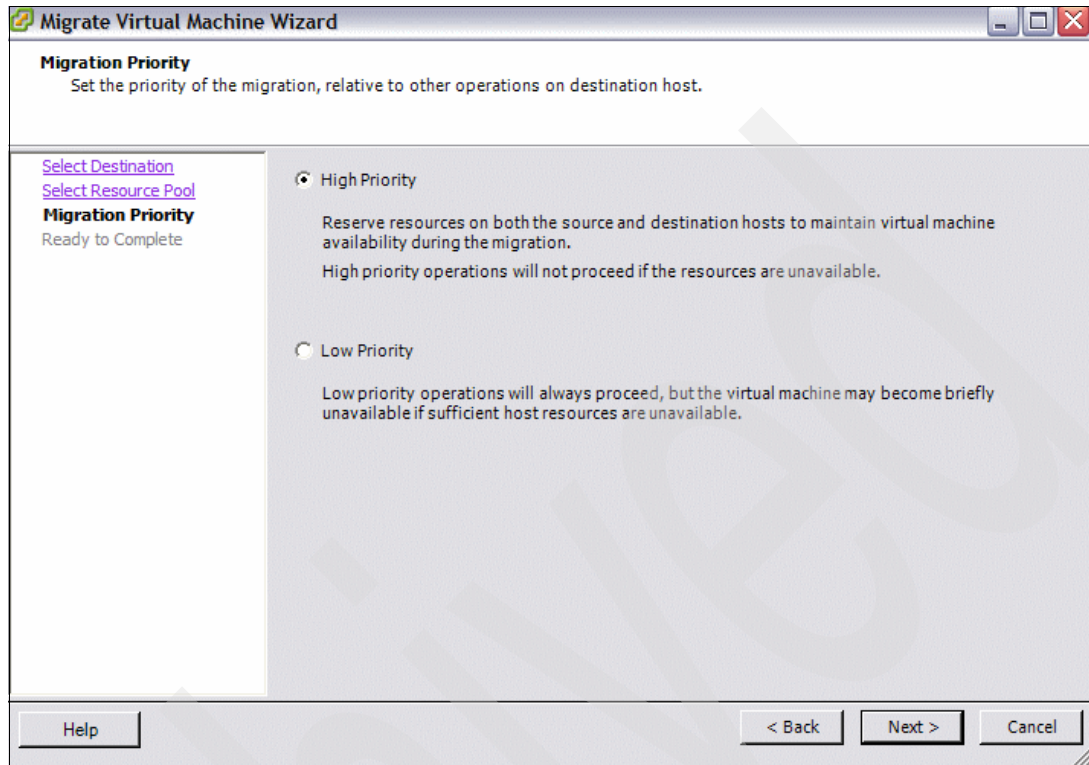 Migrate Virtual Machine Wizard
Migration Priority
Set the priority of the migration, relative to other operations on destination host.
Select Destination
Select Resource Pool
Migration Priority
Ready to Complete
High Priority
Reserve resources on both the source and destination hosts to maintain virtual machine
availability during the migration.
High priority operations will not proceed if the resources are unavailable.
Low Priority
Low priority operations will always proceed, but the virtual machine may become briefly
unavailable if sufficient host resources are unavailable.
Help
< Back
Next >
Cancel